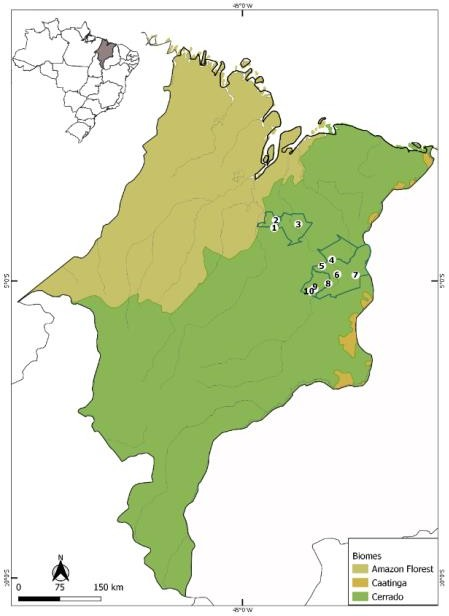 45°0'W
2
1
3
4
5
6
7
8
9
10
5°0'S
5°0'S
N
0 75 150 km
Biomes
Amazon Florest
Caatinga
Cerrado
10°0'S
10°0'S
45°0'W